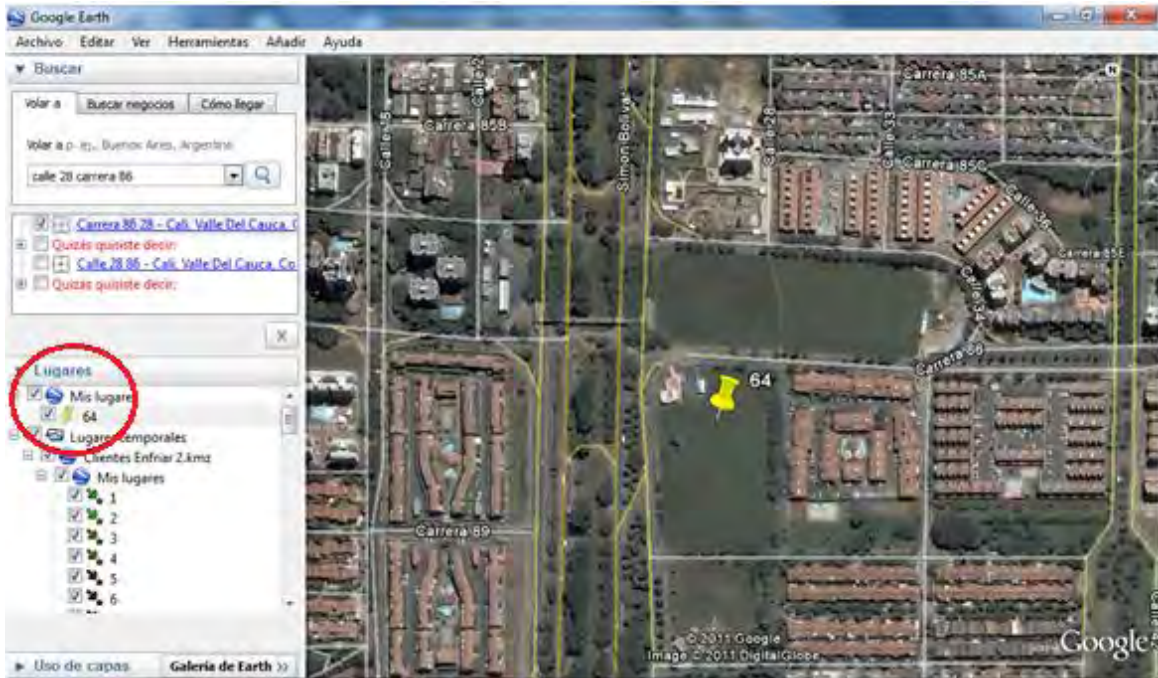 Google Earth
Archivo Editar Ver Herramientas Añadir Ayuda
Buscar
Volar a Buscar negocios Cómo llegar
Volar a p. ej., Buenos Aires, Argentina
calle 28 carrera 86
Carrera 86 28 - Cali, Valle Del Cauca,
Quizás quisiste decir:
Calle 28 86 - Cali, Valle Del Cauca, Co
Quizás quisiste decir:
Lugares
Mis lugares
64
Lugares temporales
Clientes Enfriar 2.kmz
Mis lugares
1
2
3
4
5
6
Uso de capas Galería de Earth >>
Carrera 85A
N
Carrera 85B
Simon Bolivar
Calle 28
Calle 33
Carrera 85C
Calle 36
Carrera 85E
Carrera 86
64
Carrera 89
© 2011 Google
Image © 2011 DigitalGlobe
Google